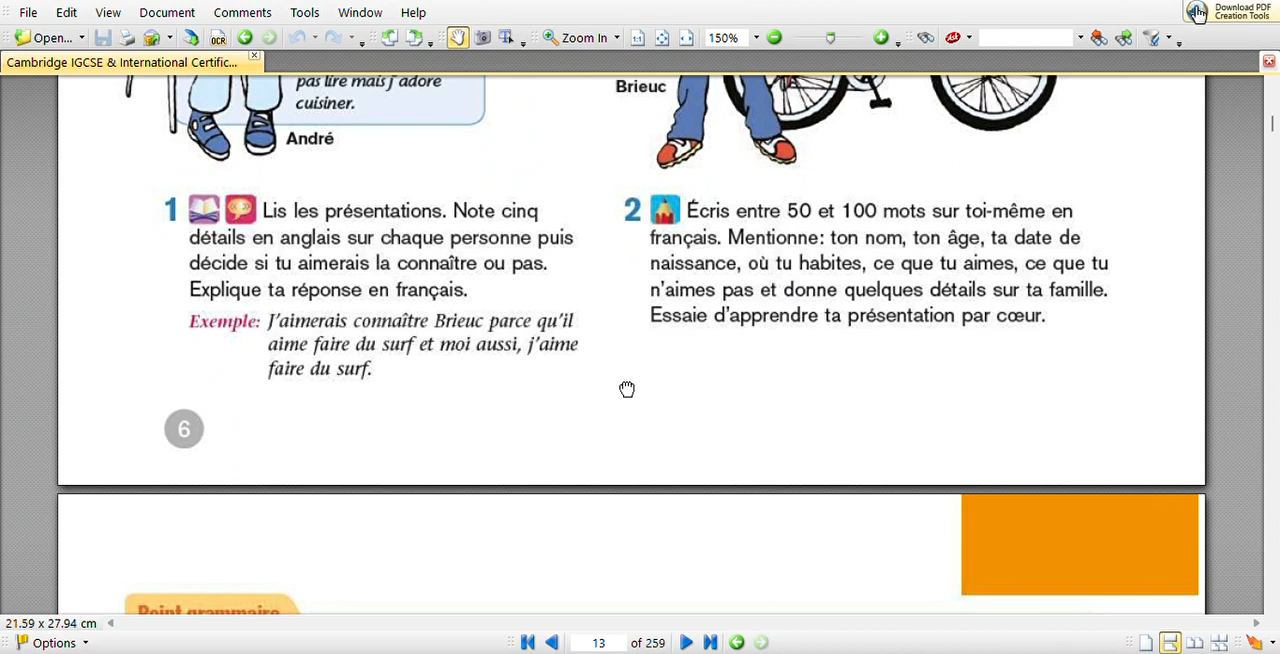 File Edit View Document Comments Tools Window Help
Download PDF
Creation Tools
Open... OCR Zoom In 150%
Cambridge IGCSE & International Certific...
pas lire mais j'adore
cuisiner.
André
Brieuc
1 Lis les présentations. Note cinq
détails en anglais sur chaque personne puis
décide si tu aimerais la connaître ou pas.
Explique ta réponse en français.
Exemple: J'aimerais connaître Brieuc parce qu'il
aime faire du surf et moi aussi, j'aime
faire du surf.
2 Écris entre 50 et 100 mots sur toi-même en
français. Mentionne: ton nom, ton âge, ta date de
naissance, où tu habites, ce que tu aimes, ce que tu
n'aimes pas et donne quelques détails sur ta famille.
Essaie d'apprendre ta présentation par cœur.
6
Point grammaire
21.59 x 27.94 cm
Options 13 of 259